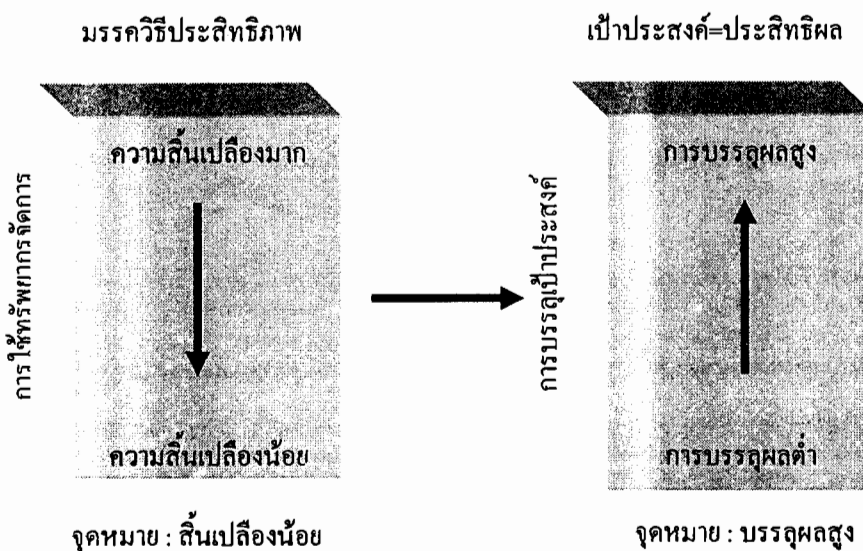 มรรควิธีประสิทธิภาพ
เป้าประสงค์=ประสิทธิผล
การใช้ทรัพยากรจัดการ
ความสิ้นเปลืองมาก
ความสิ้นเปลืองน้อย
จุดหมาย : สิ้นเปลืองน้อย
การบรรลุเป้าประสงค์
การบรรลุผลสูง
การบรรลุผลต่ำ
จุดหมาย : บรรลุผลสูง